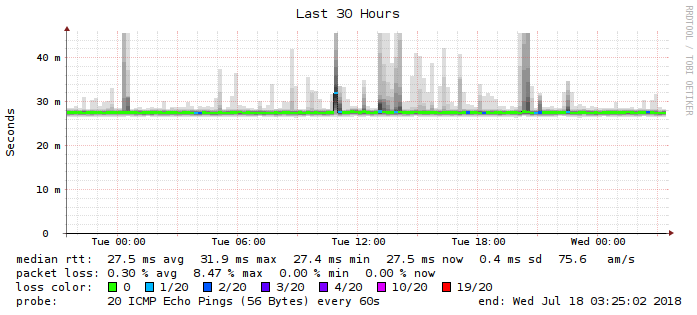 Last 30 Hours
RRDTOOL / TOBI OETIKER
Seconds
40 m
30 m
20 m
10 m
0
Tue 00:00 Tue 06:00 Tue 12:00 Tue 18:00 Wed 00:00
median rtt: 27.5 ms avg 31.9 ms max 27.4 ms min 27.5 ms now 0.4 ms sd 75.6 am/s
packet loss: 0.30 % avg 8.47 % max 0.00 % min 0.00 % now
loss color: 0 1/20 2/20 3/20 4/20 10/20 19/20
probe: 20 ICMP Echo Pings (56 Bytes) every 60s end: Wed Jul 18 03:25:02 2018